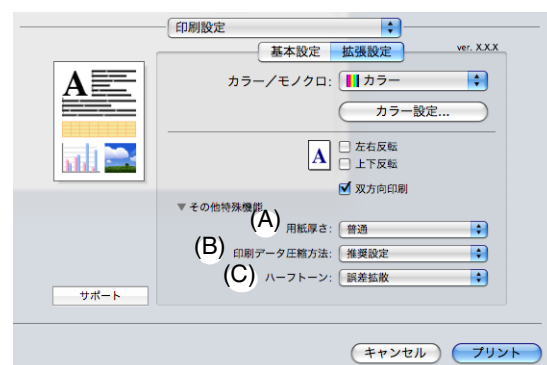 印刷設定
基本設定 拡張設定 ver. X.X.X
A
カラー／モノクロ: カラー
カラー設定...
A
左右反転
上下反転
双方向印刷
▼その他特殊機能
(A) 用紙厚さ: 普通
(B) 印刷データ圧縮方法: 推奨設定
(C) ハーフトーン: 誤差拡散
サポート
キャンセル プリント